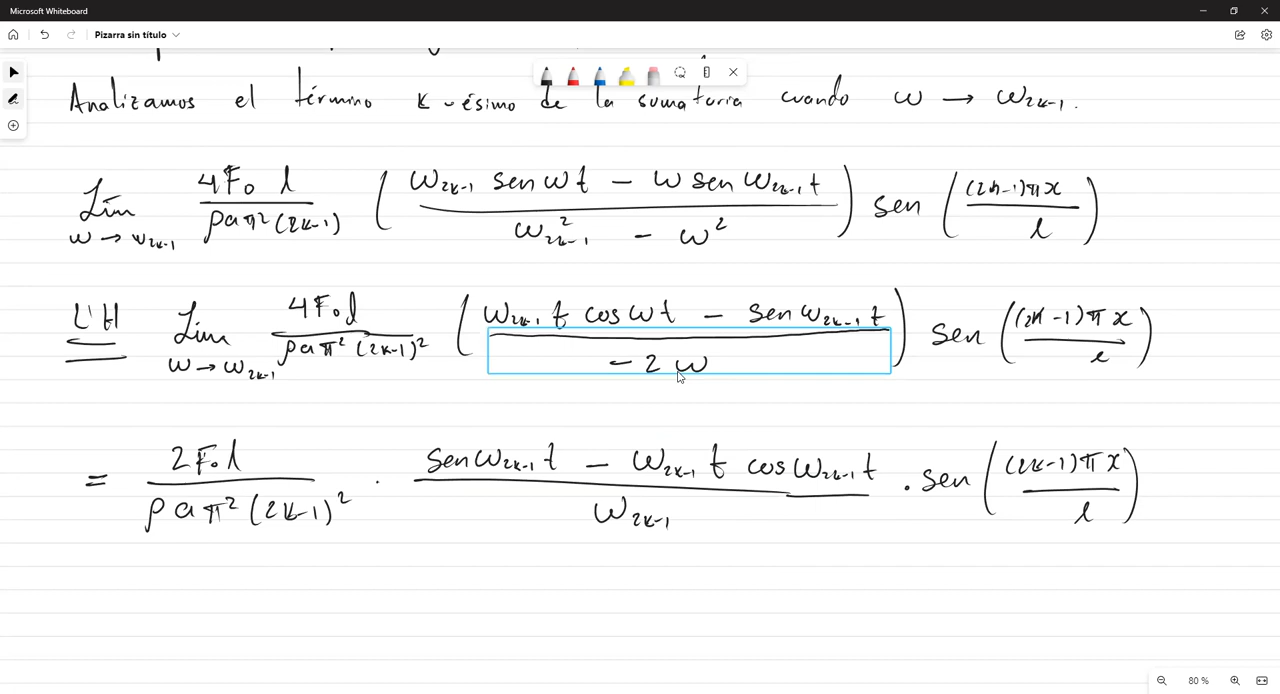 Microsoft Whiteboard
Pizarra sin título
Analizamos el término k-ésimo de la sumatoria cuando ω → ω₂ₖ₋₁.
Lím ω → ω₂ₖ₋₁ 4F₀ l / ρaπ²(2k-1) ( (ω₂ₖ₋₁ sen ωt − ω sen ω₂ₖ₋₁ t) / (ω²₂ₖ₋₁ − ω²) ) sen ( (2k-1)πx / l )
L'H Lím ω → ω₂ₖ₋₁ 4F₀l / ρaπ²(2k-1)² ( (ω₂ₖ₋₁ t cos ωt − sen ω₂ₖ₋₁ t) / −2ω ) sen ( (2k-1)πx / l )
= 2F₀l / ρaπ²(2k-1)² · (sen ω₂ₖ₋₁ t − ω₂ₖ₋₁ t cos ω₂ₖ₋₁ t) / ω₂ₖ₋₁ . sen ( (2k-1)πx / l )
80 %